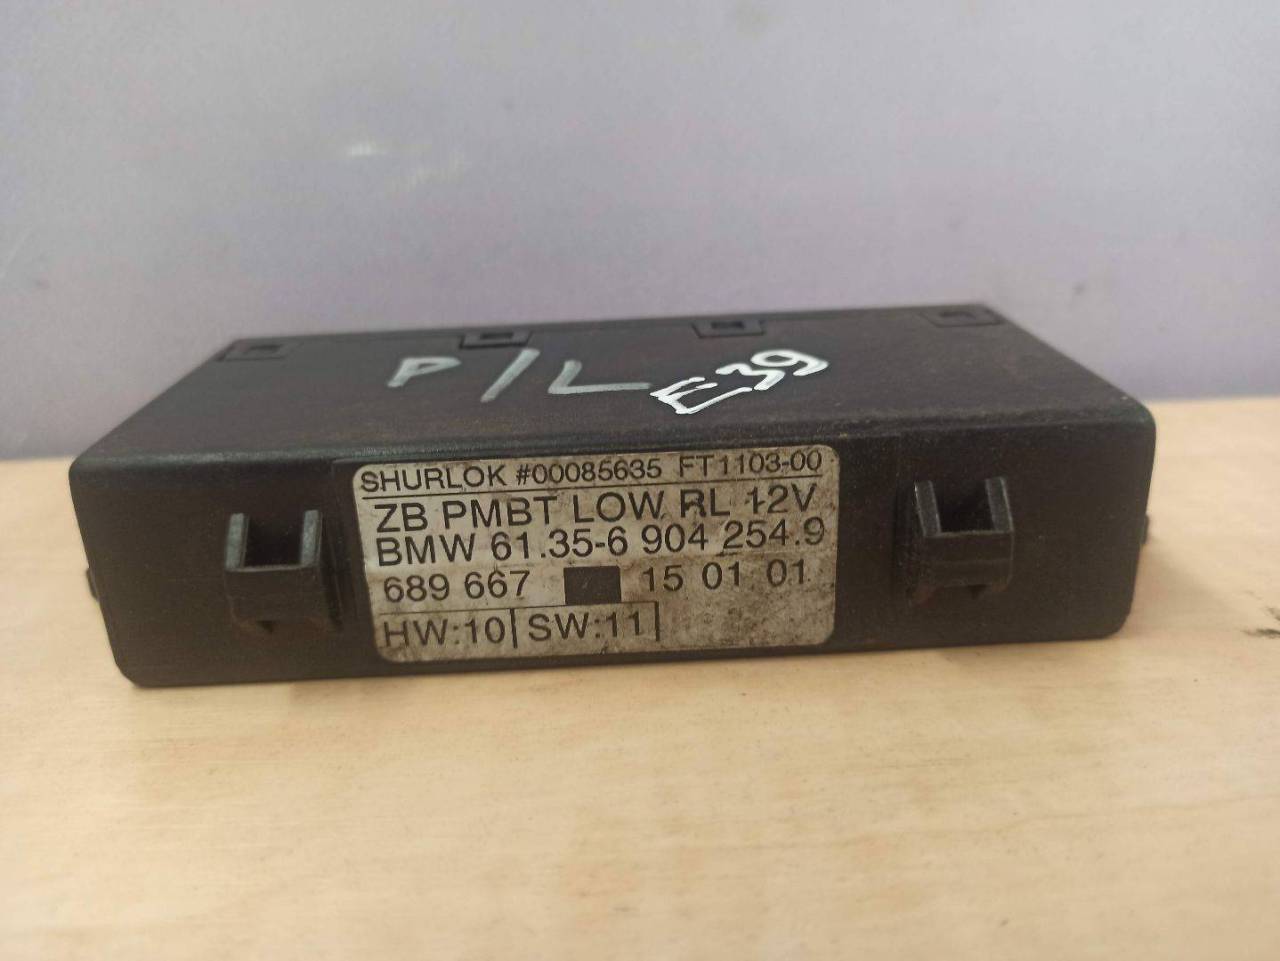 P/L E39
SHURLOK #00085635 FT1103-00
ZB PMBT LOW RL 12V
BMW 61.35-6 904 254.9
689 667 15 01 01
HW:10 SW:11